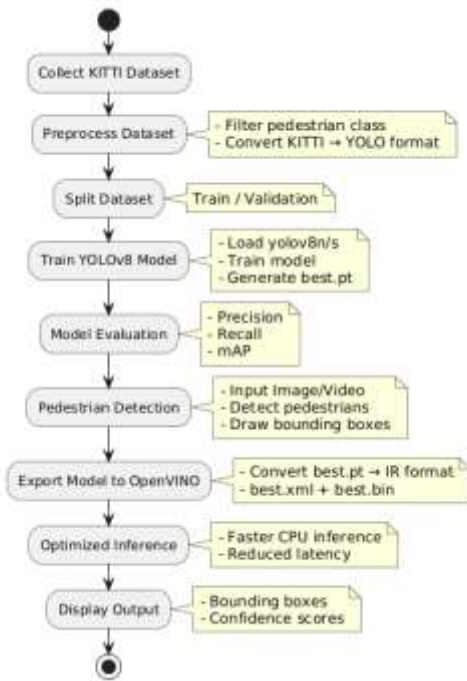 Collect KITTI Dataset
Preprocess Dataset
- Filter pedestrian class
- Convert KITTI → YOLO format
Split Dataset
Train / Validation
Train YOLOv8 Model
- Load yolov8n/s
- Train model
- Generate best.pt
Model Evaluation
- Precision
- Recall
- mAP
Pedestrian Detection
- Input Image/Video
- Detect pedestrians
- Draw bounding boxes
Export Model to OpenVINO
- Convert best.pt → IR format
- best.xml + best.bin
Optimized Inference
- Faster CPU inference
- Reduced latency
Display Output
- Bounding boxes
- Confidence scores